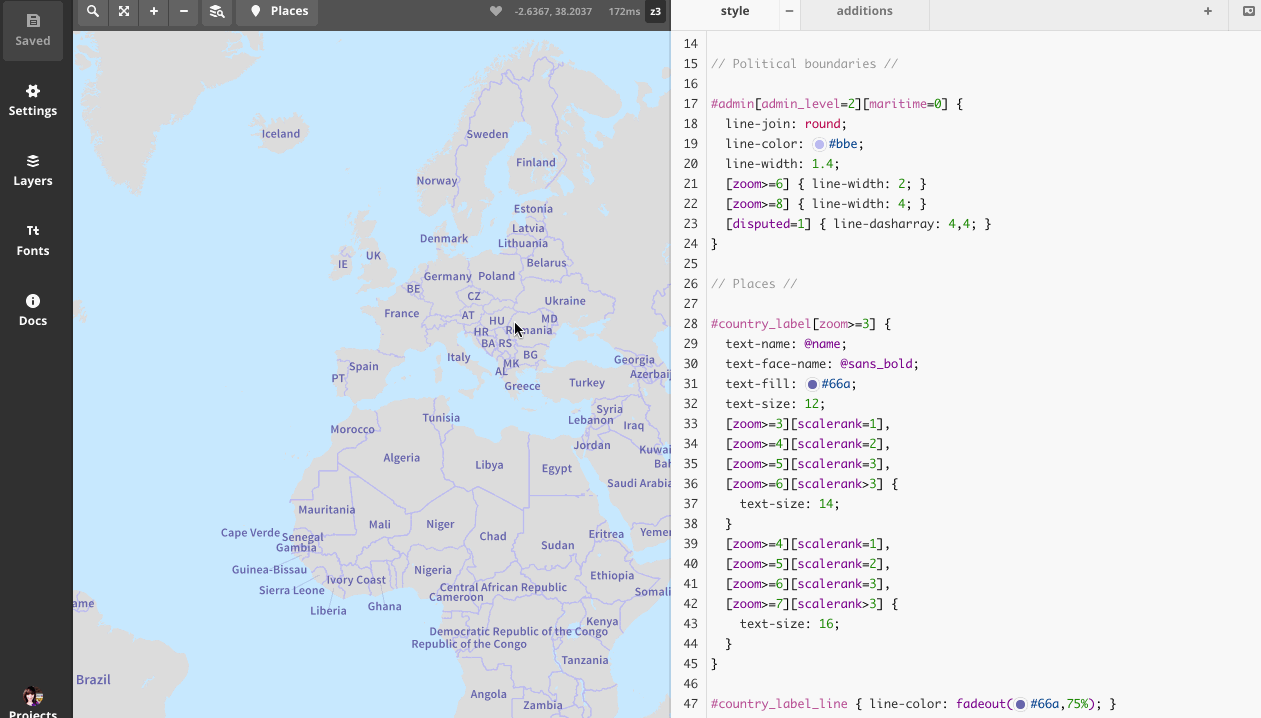 Saved
Settings
Layers
Tt
Fonts
Docs
Projects
Places
-2.6367, 38.2037
172ms
z3
Iceland
Sweden
Finland
Norway
Estonia
Latvia
Denmark
Lithuania
UK
IE
Belarus
Germany
Poland
BE
CZ
Ukraine
France
AT
HU
MD
HR
BA
RS
BG
Italy
MK
Georgia
Spain
AL
PT
Greece
Turkey
Azerbai
Syria
Tunisia
Lebanon
Iraq
Morocco
Jordan
Kuwai
Algeria
Libya
Egypt
Bah
Saudi Arabia
Mauritania
Mali
Niger
Cape Verde
Senegal
Chad
Eritrea
Yemen
Gambia
Sudan
Guinea-Bissau
Nigeria
Ethiopia
Ivory Coast
Central African Republic
Sierra Leone
Cameroon
Somali
ame
Liberia
Ghana
Kenya
Democratic Republic of the Congo
Republic of the Congo
Tanzania
Brazil
Angola
Zambia
style
−
additions
+
14
15 // Political boundaries //
16
17 #admin[admin_level=2][maritime=0] {
18 line-join: round;
19 line-color: #bbe;
20 line-width: 1.4;
21 [zoom>=6] { line-width: 2; }
22 [zoom>=8] { line-width: 4; }
23 [disputed=1] { line-dasharray: 4,4; }
24 }
25
26 // Places //
27
28 #country_label[zoom>=3] {
29 text-name: @name;
30 text-face-name: @sans_bold;
31 text-fill: #66a;
32 text-size: 12;
33 [zoom>=3][scalerank=1],
34 [zoom>=4][scalerank=2],
35 [zoom>=5][scalerank=3],
36 [zoom>=6][scalerank>3] {
37 text-size: 14;
38 }
39 [zoom>=4][scalerank=1],
40 [zoom>=5][scalerank=2],
41 [zoom>=6][scalerank=3],
42 [zoom>=7][scalerank>3] {
43 text-size: 16;
44 }
45 }
46
47 #country_label_line { line-color: fadeout(#66a,75%); }